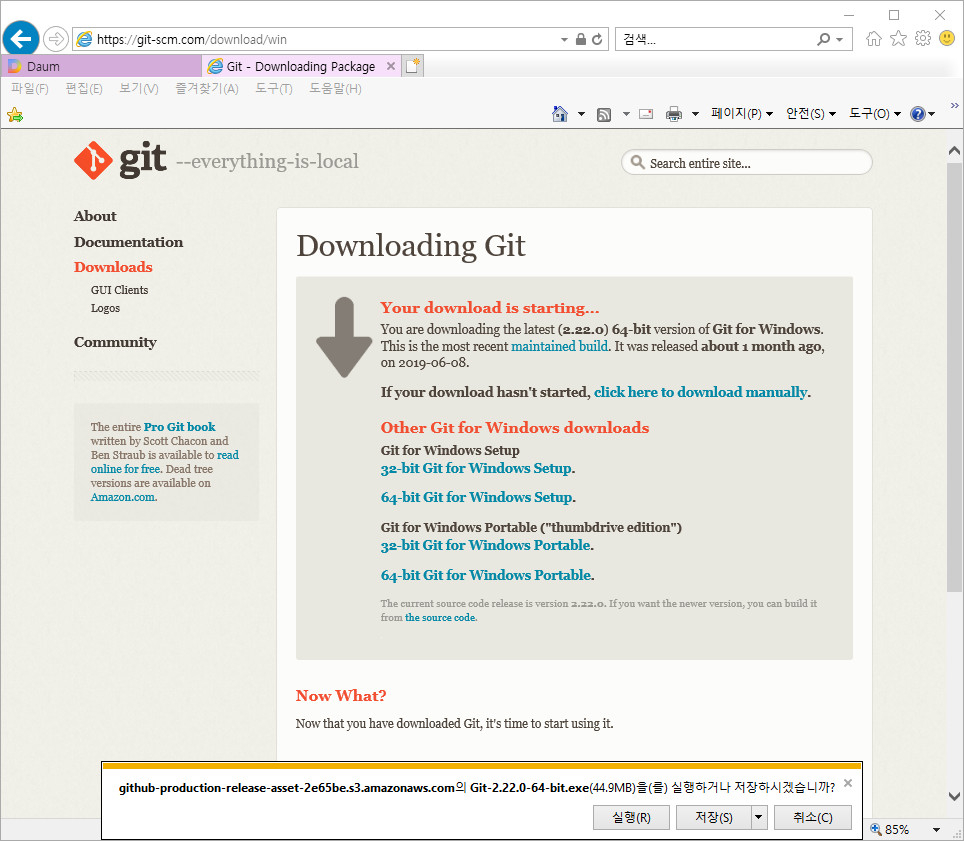 https://git-scm.com/download/win
검색...
Daum
Git - Downloading Package
파일(F) 편집(E) 보기(V) 즐겨찾기(A) 도구(T) 도움말(H)
페이지(P) 안전(S) 도구(O)
git --everything-is-local
Search entire site...
About
Documentation
Downloads
GUI Clients
Logos
Community
The entire Pro Git book
written by Scott Chacon and
Ben Straub is available to read
online for free. Dead tree
versions are available on
Amazon.com.
Downloading Git
Your download is starting...
You are downloading the latest (2.22.0) 64-bit version of Git for Windows.
This is the most recent maintained build. It was released about 1 month ago,
on 2019-06-08.
If your download hasn't started, click here to download manually.
Other Git for Windows downloads
Git for Windows Setup
32-bit Git for Windows Setup.
64-bit Git for Windows Setup.
Git for Windows Portable ("thumbdrive edition")
32-bit Git for Windows Portable.
64-bit Git for Windows Portable.
The current source code release is version 2.22.0. If you want the newer version, you can build it
from the source code.
Now What?
Now that you have downloaded Git, it's time to start using it.
github-production-release-asset-2e65be.s3.amazonaws.com의 Git-2.22.0-64-bit.exe(44.9MB)을(를) 실행하거나 저장하시겠습니까?
실행(R) 저장(S) 취소(C)
85%